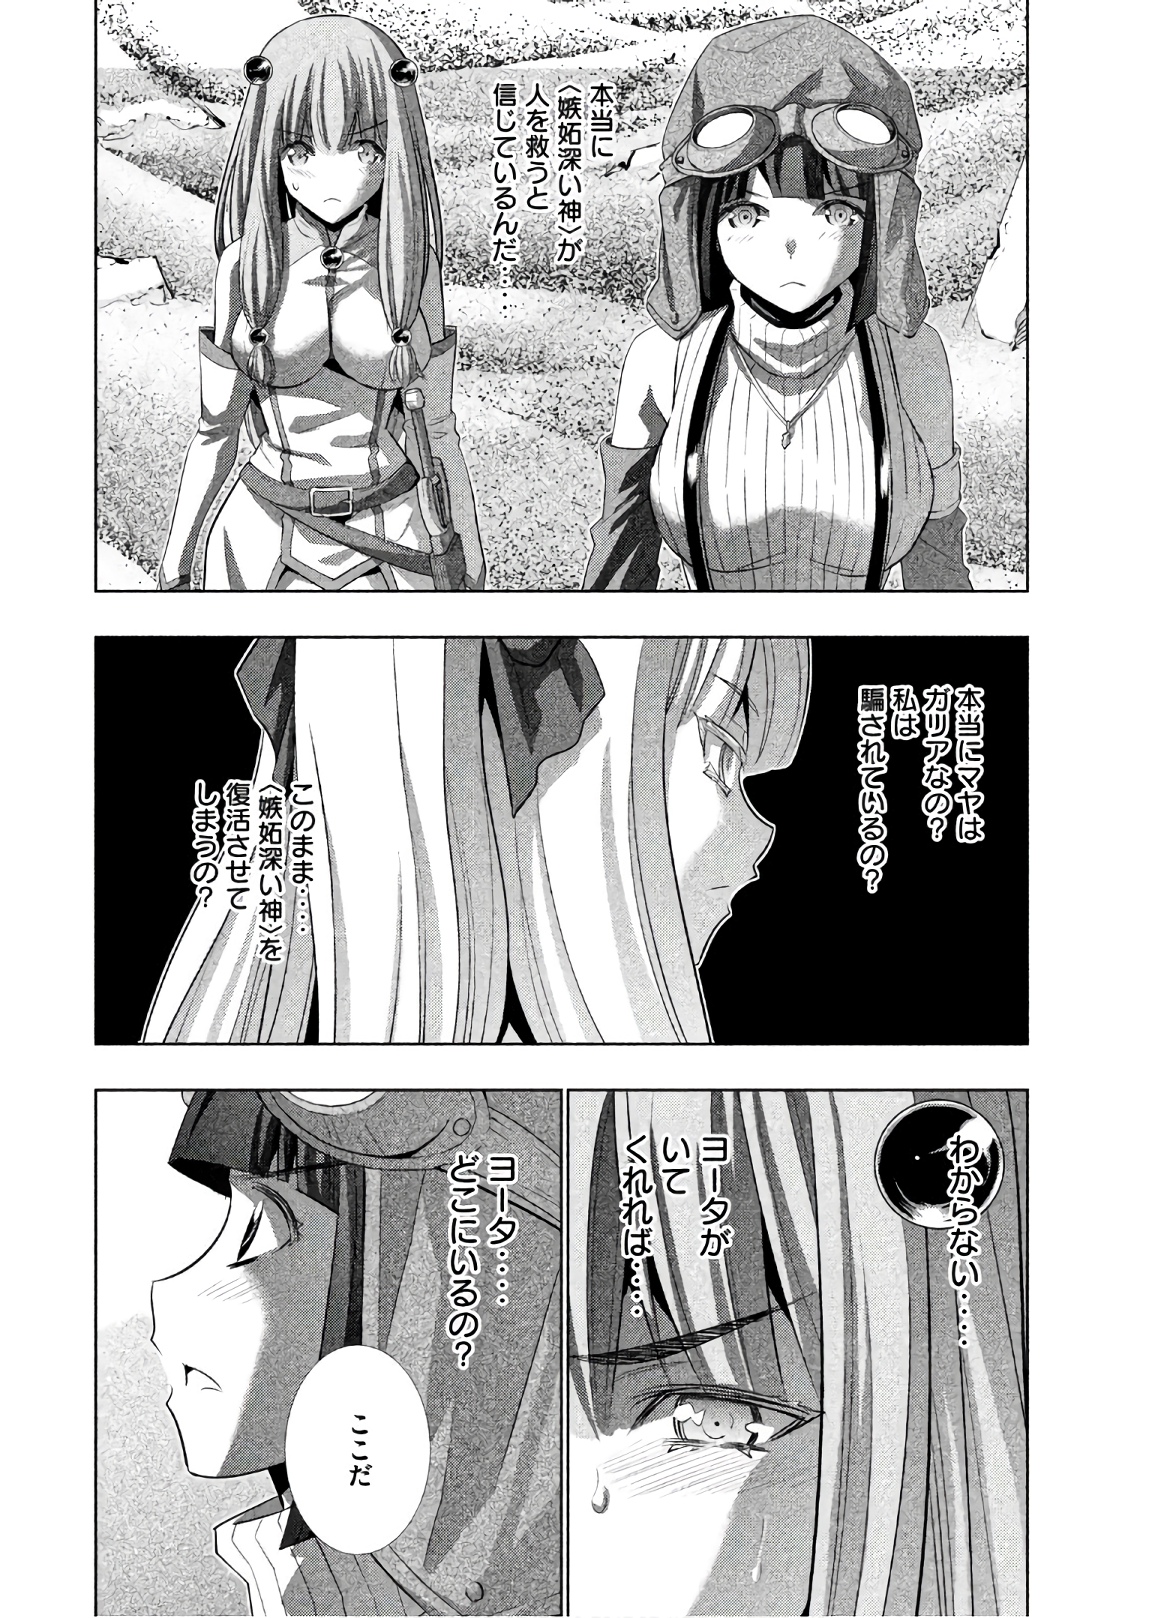 本当に
〈嫉妬深い神〉が
人を救うと
信じているんだ‥‥
本当にマヤは
ガリアなの?
私は
騙されているの?
このまま‥‥
〈嫉妬深い神〉を
復活させて
しまうの?
わからない‥‥
ヨータが
いて
くれれば‥‥
ヨータ‥‥
どこにいるの?
ここだ